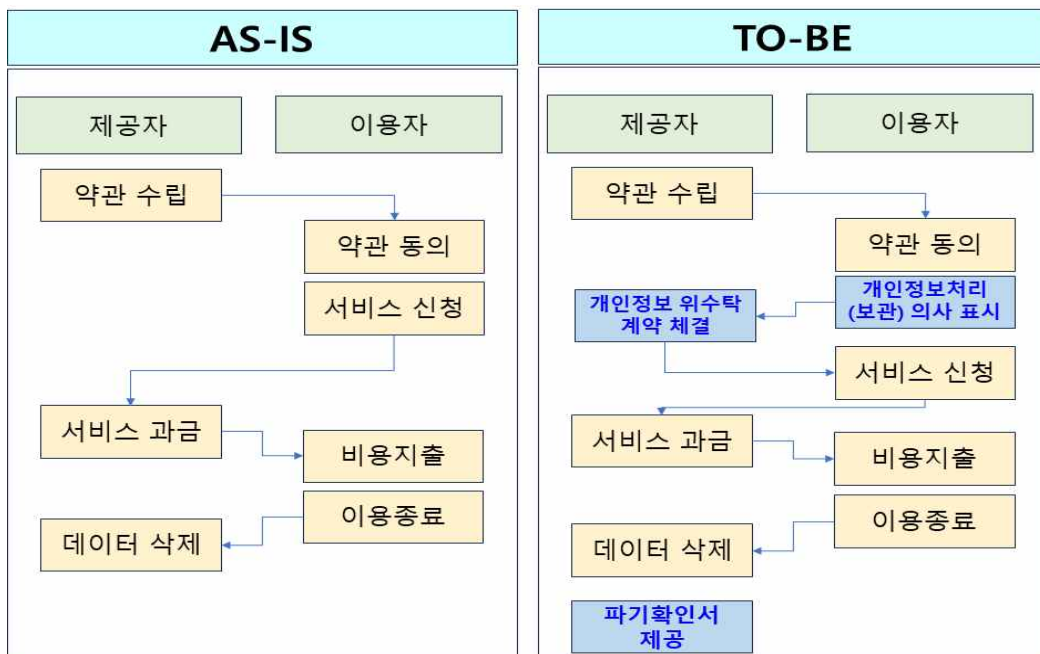 AS-IS
제공자
이용자
약관 수립
약관 동의
서비스 신청
서비스 과금
비용지출
이용종료
데이터 삭제
TO-BE
제공자
이용자
약관 수립
약관 동의
개인정보처리
(보관) 의사 표시
개인정보 위수탁
계약 체결
서비스 신청
서비스 과금
비용지출
이용종료
데이터 삭제
파기확인서
제공